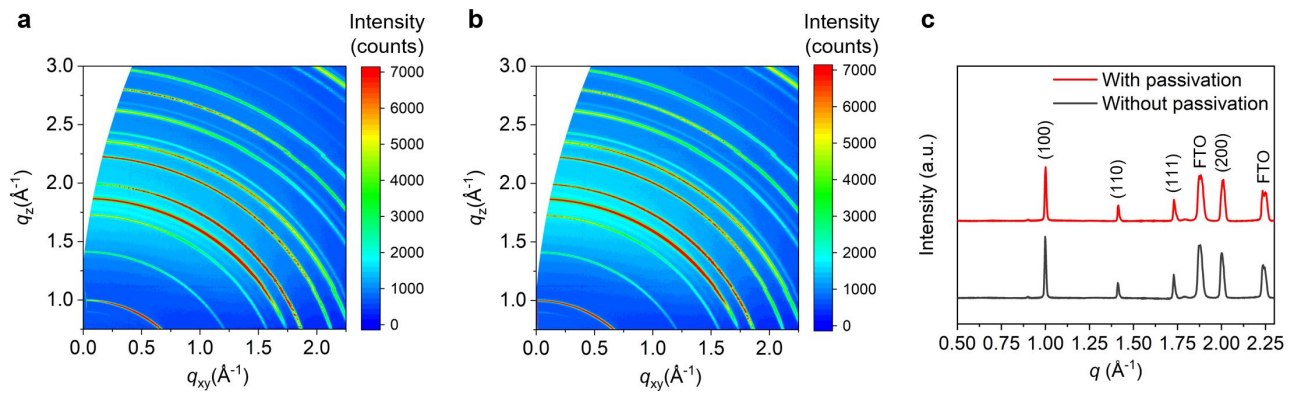 a
Intensity
(counts)
7000
6000
5000
4000
3000
2000
1000
0
3.0
2.5
2.0
1.5
1.0
qz(Å-1)
0.0 0.5 1.0 1.5 2.0
qxy(Å-1)
b
Intensity
(counts)
7000
6000
5000
4000
3000
2000
1000
0
3.0
2.5
2.0
1.5
1.0
qz(Å-1)
0.0 0.5 1.0 1.5 2.0
qxy(Å-1)
c
With passivation
Without passivation
(100)
(110)
(111)
FTO
(200)
FTO
Intensity (a.u.)
0.50 0.75 1.00 1.25 1.50 1.75 2.00 2.25
q (Å-1)